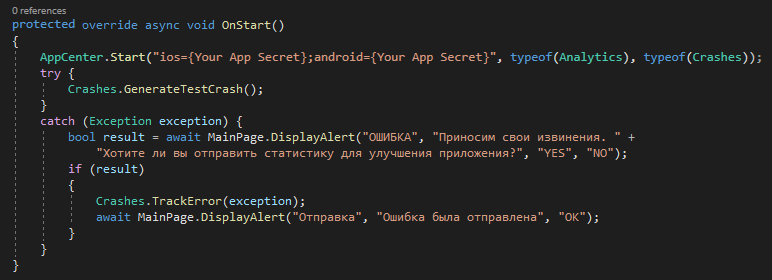 0 references
protected override async void OnStart()
{
AppCenter.Start("ios={Your App Secret};android={Your App Secret}", typeof(Analytics), typeof(Crashes));
try {
Crashes.GenerateTestCrash();
}
catch (Exception exception) {
bool result = await MainPage.DisplayAlert("ОШИБКА", "Приносим свои извинения. " +
"Хотите ли вы отправить статистику для улучшения приложения?", "YES", "NO");
if (result)
{
Crashes.TrackError(exception);
await MainPage.DisplayAlert("Отправка", "Ошибка была отправлена", "OK");
}
}
}